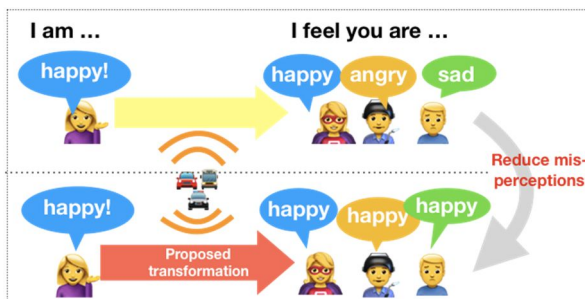 I am ...
I feel you are ...
happy!
happy
angry
sad
Reduce mis-
perceptions
happy!
Proposed
transformation
happy
happy
happy